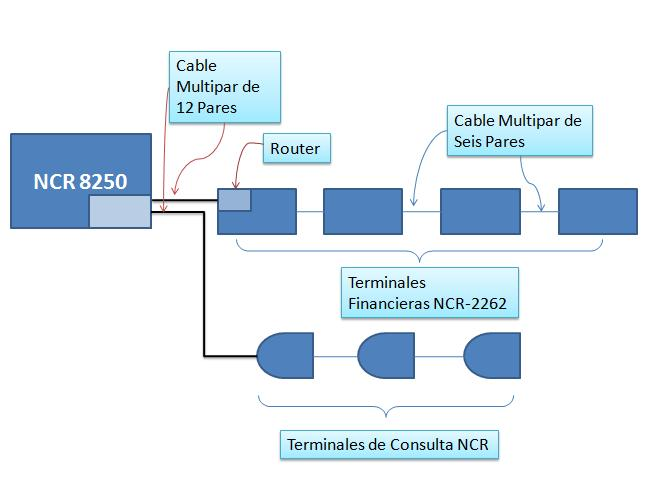 Cable
Multipar de
12 Pares
Cable Multipar de
Seis Pares
Router
NCR 8250
Terminales
Financieras NCR-2262
Terminales de Consulta NCR